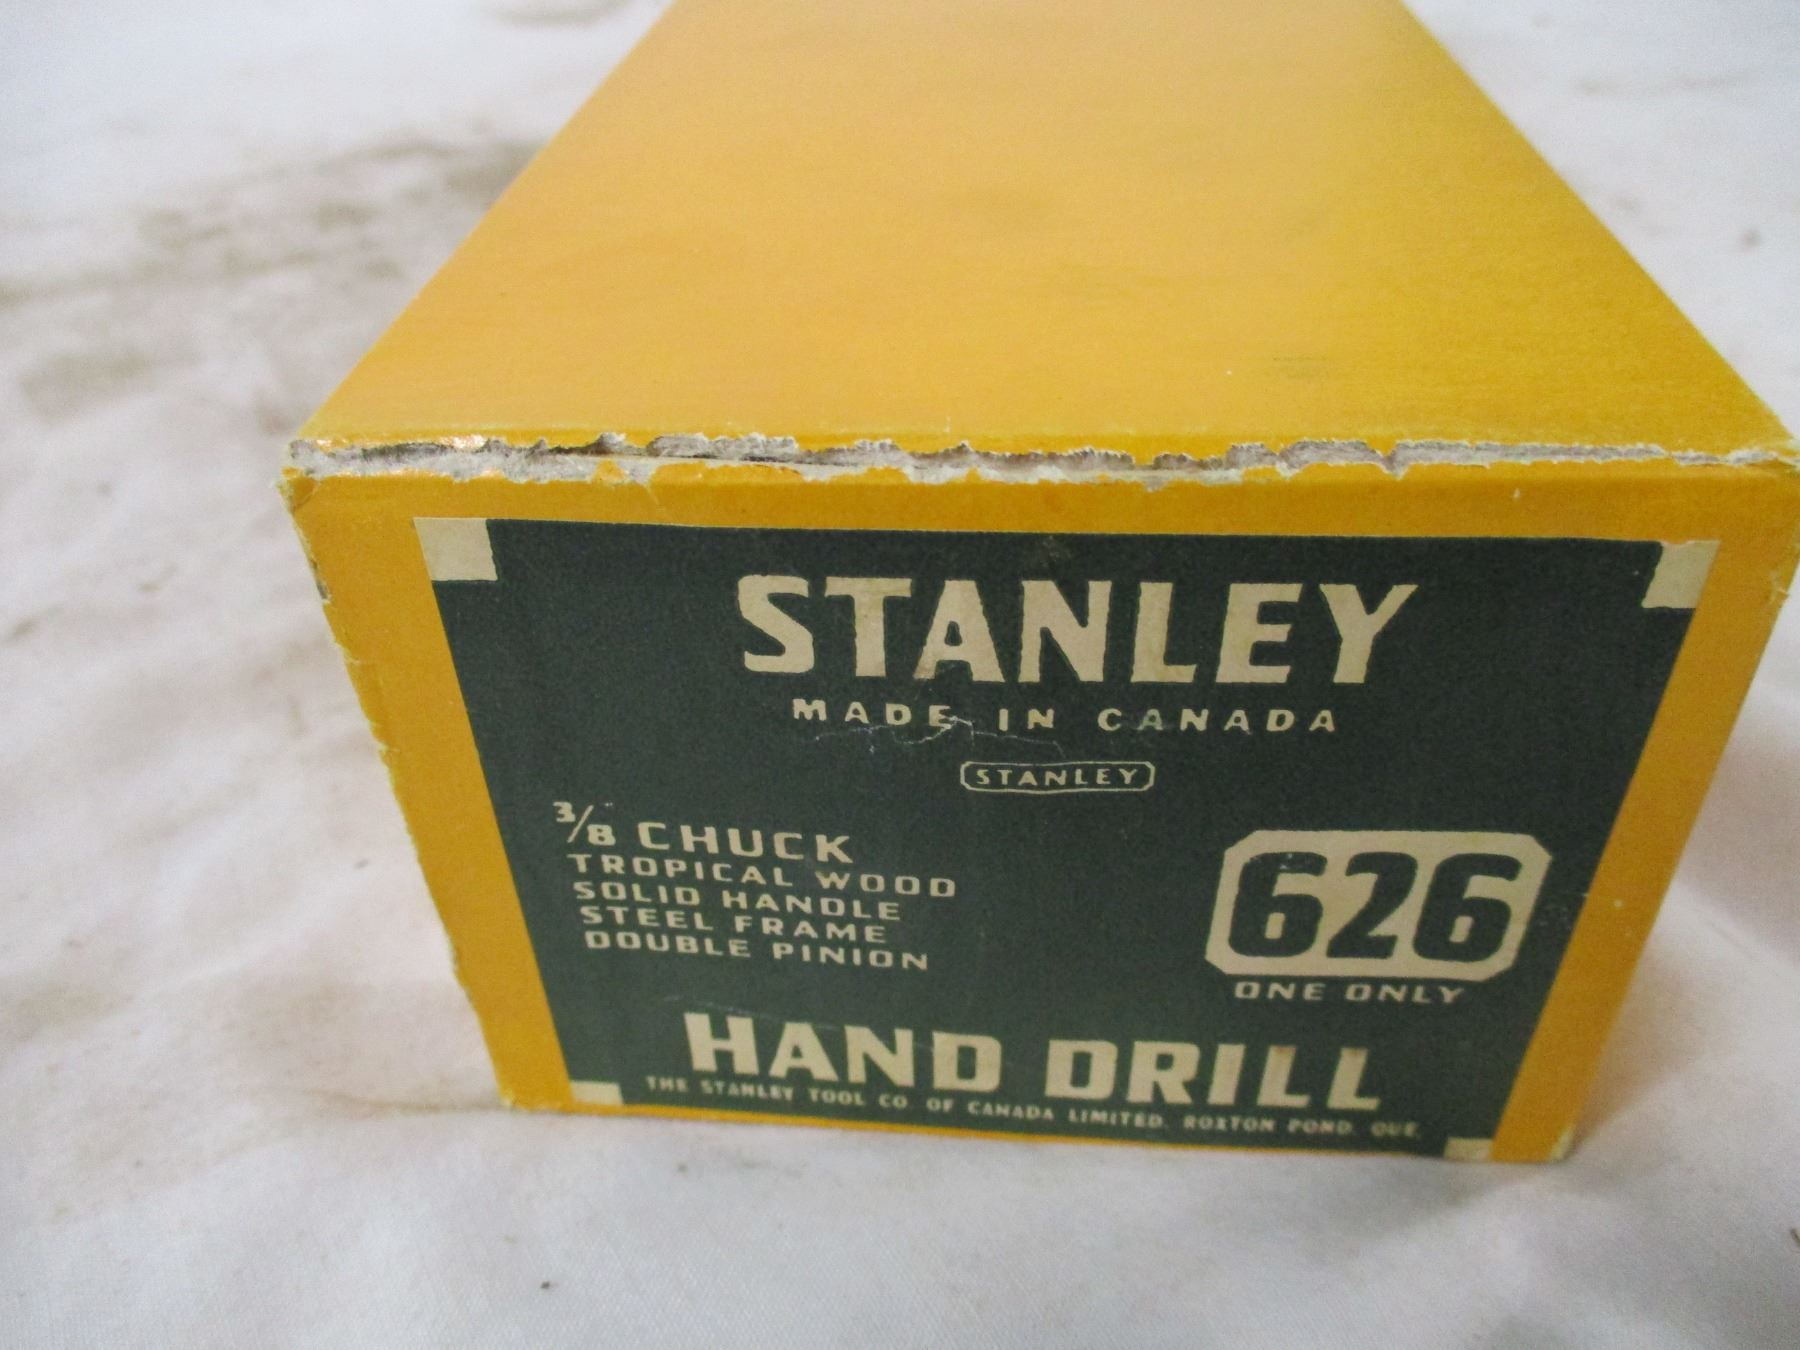 STANLEY
MADE IN CANADA
STANLEY
3/8 CHUCK
TROPICAL WOOD
SOLID HANDLE
STEEL FRAME
DOUBLE PINION
626
ONE ONLY
HAND DRILL
THE STANLEY TOOL CO. OF CANADA LIMITED. ROXTON POND. QUE.